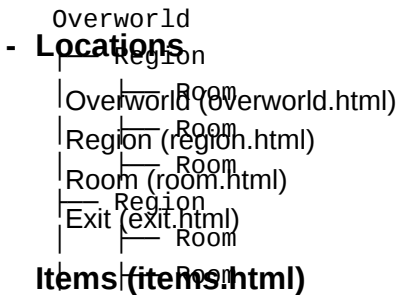 Overworld
- Locations
├── Region
│   ├── Room
Overworld (overworld.html)
│   ├── Room
Region (region.html)
│   ├── Room
Room (room.html)
├── Region
Exit (exit.html)
│   ├── Room
│   ├── Room
Items (items.html)